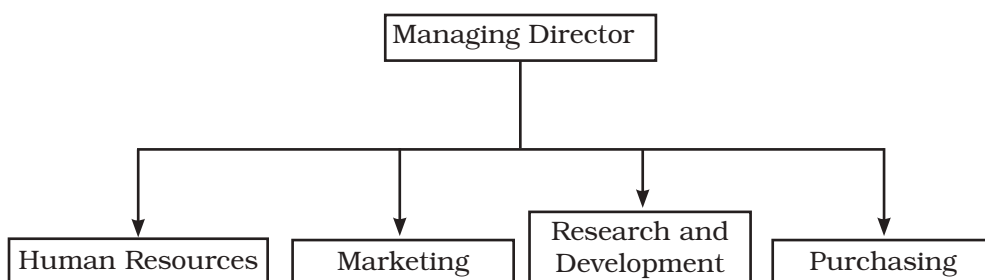 Managing Director
Human Resources
Marketing
Research and
Development
Purchasing